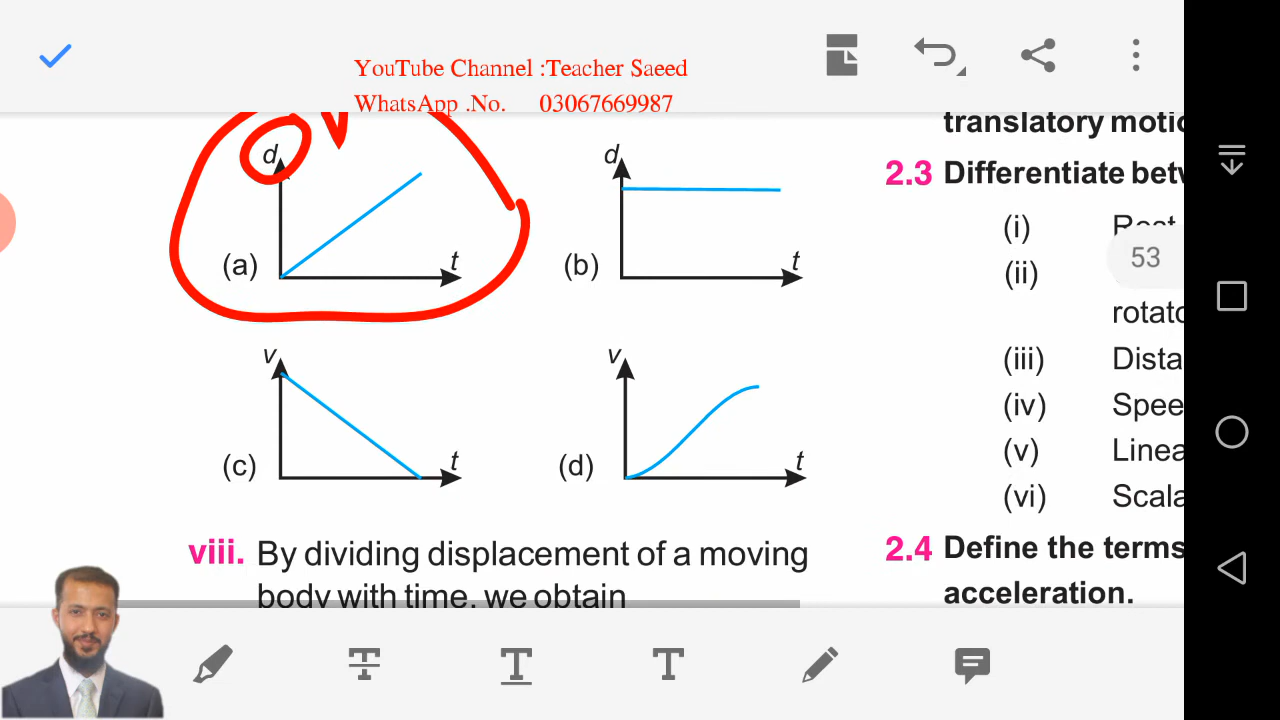 YouTube Channel :Teacher Saeed
WhatsApp .No. 03067669987
d
t
(a)
d
t
(b)
v
t
(c)
v
t
(d)
viii. By dividing displacement of a moving
body with time, we obtain
translatory motio
2.3 Differentiate betv
(i) Rest
(ii)
rotato
(iii) Dista
(iv) Spee
(v) Linea
(vi) Scala
2.4 Define the terms
acceleration.
53
T
T
T